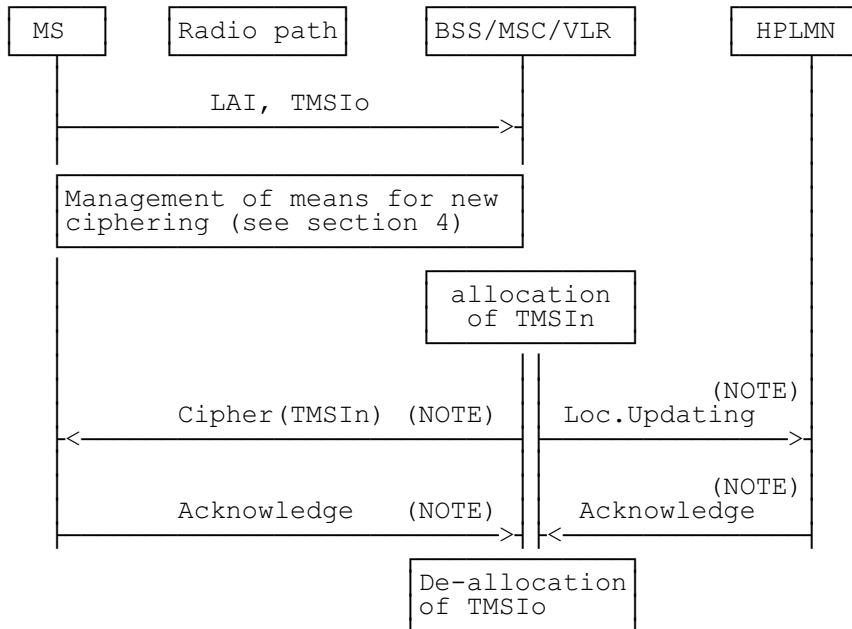 MS Radio path BSS/MSC/VLR HPLMN
LAI, TMSIo
Management of means for new
ciphering (see section 4)
allocation
of TMSIn
(NOTE)
Cipher(TMSIn) (NOTE) Loc.Updating
(NOTE)
Acknowledge (NOTE) Acknowledge
De-allocation
of TMSIo